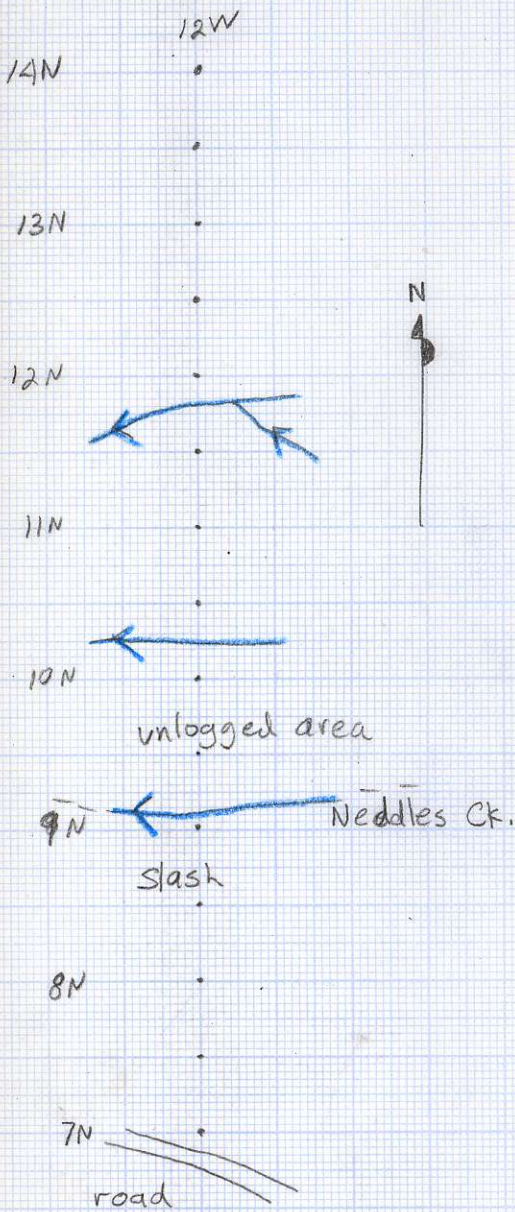 12W
14N
13N
N
12N
11N
10N
unlogged area
9N
Neddles Ck.
slash
8N
7N
road